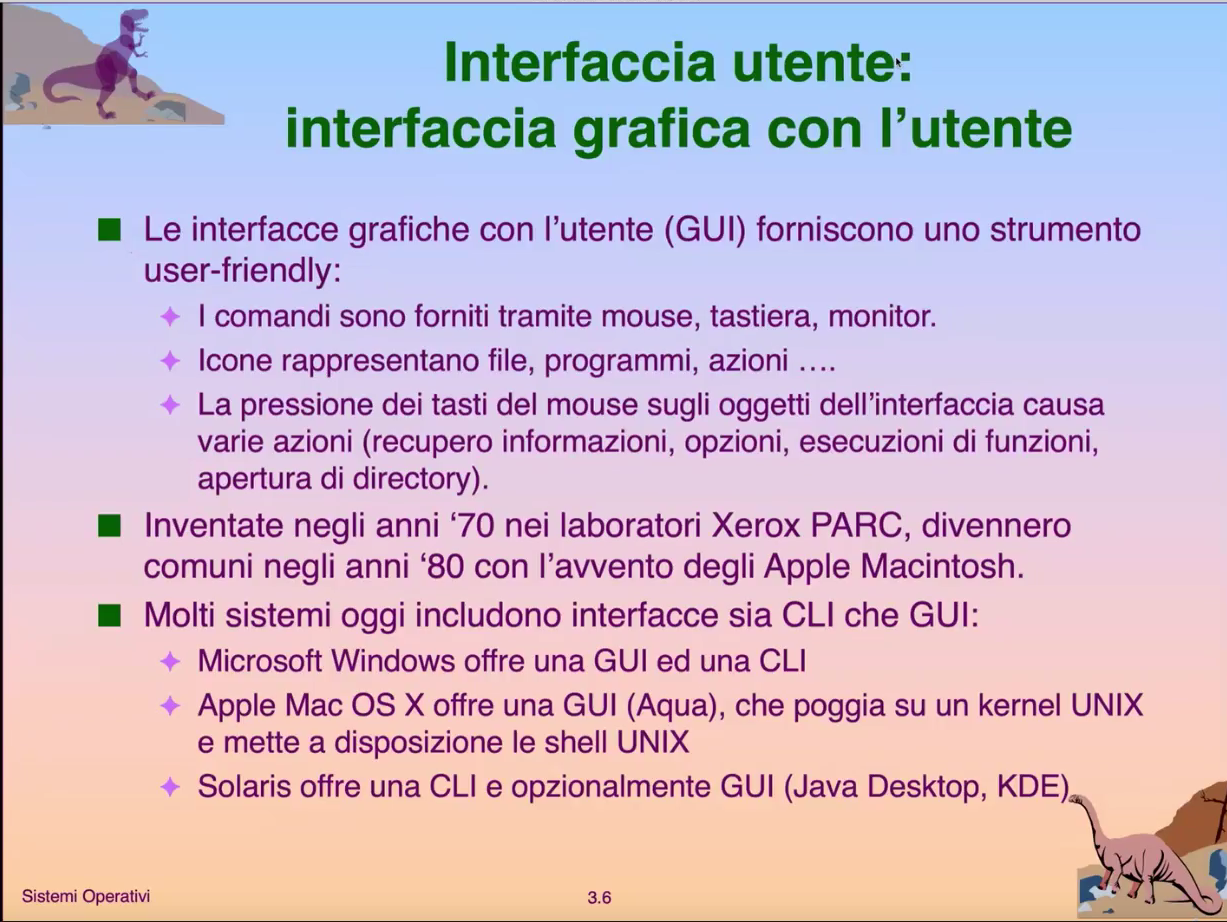 Interfaccia utente:
interfaccia grafica con l’utente
Le interfacce grafiche con l’utente (GUI) forniscono uno strumento
user-friendly:
I comandi sono forniti tramite mouse, tastiera, monitor.
Icone rappresentano file, programmi, azioni ….
La pressione dei tasti del mouse sugli oggetti dell’interfaccia causa
varie azioni (recupero informazioni, opzioni, esecuzioni di funzioni,
apertura di directory).
Inventate negli anni ‘70 nei laboratori Xerox PARC, divennero
comuni negli anni ‘80 con l’avvento degli Apple Macintosh.
Molti sistemi oggi includono interfacce sia CLI che GUI:
Microsoft Windows offre una GUI ed una CLI
Apple Mac OS X offre una GUI (Aqua), che poggia su un kernel UNIX
e mette a disposizione le shell UNIX
Solaris offre una CLI e opzionalmente GUI (Java Desktop, KDE)
Sistemi Operativi
3.6